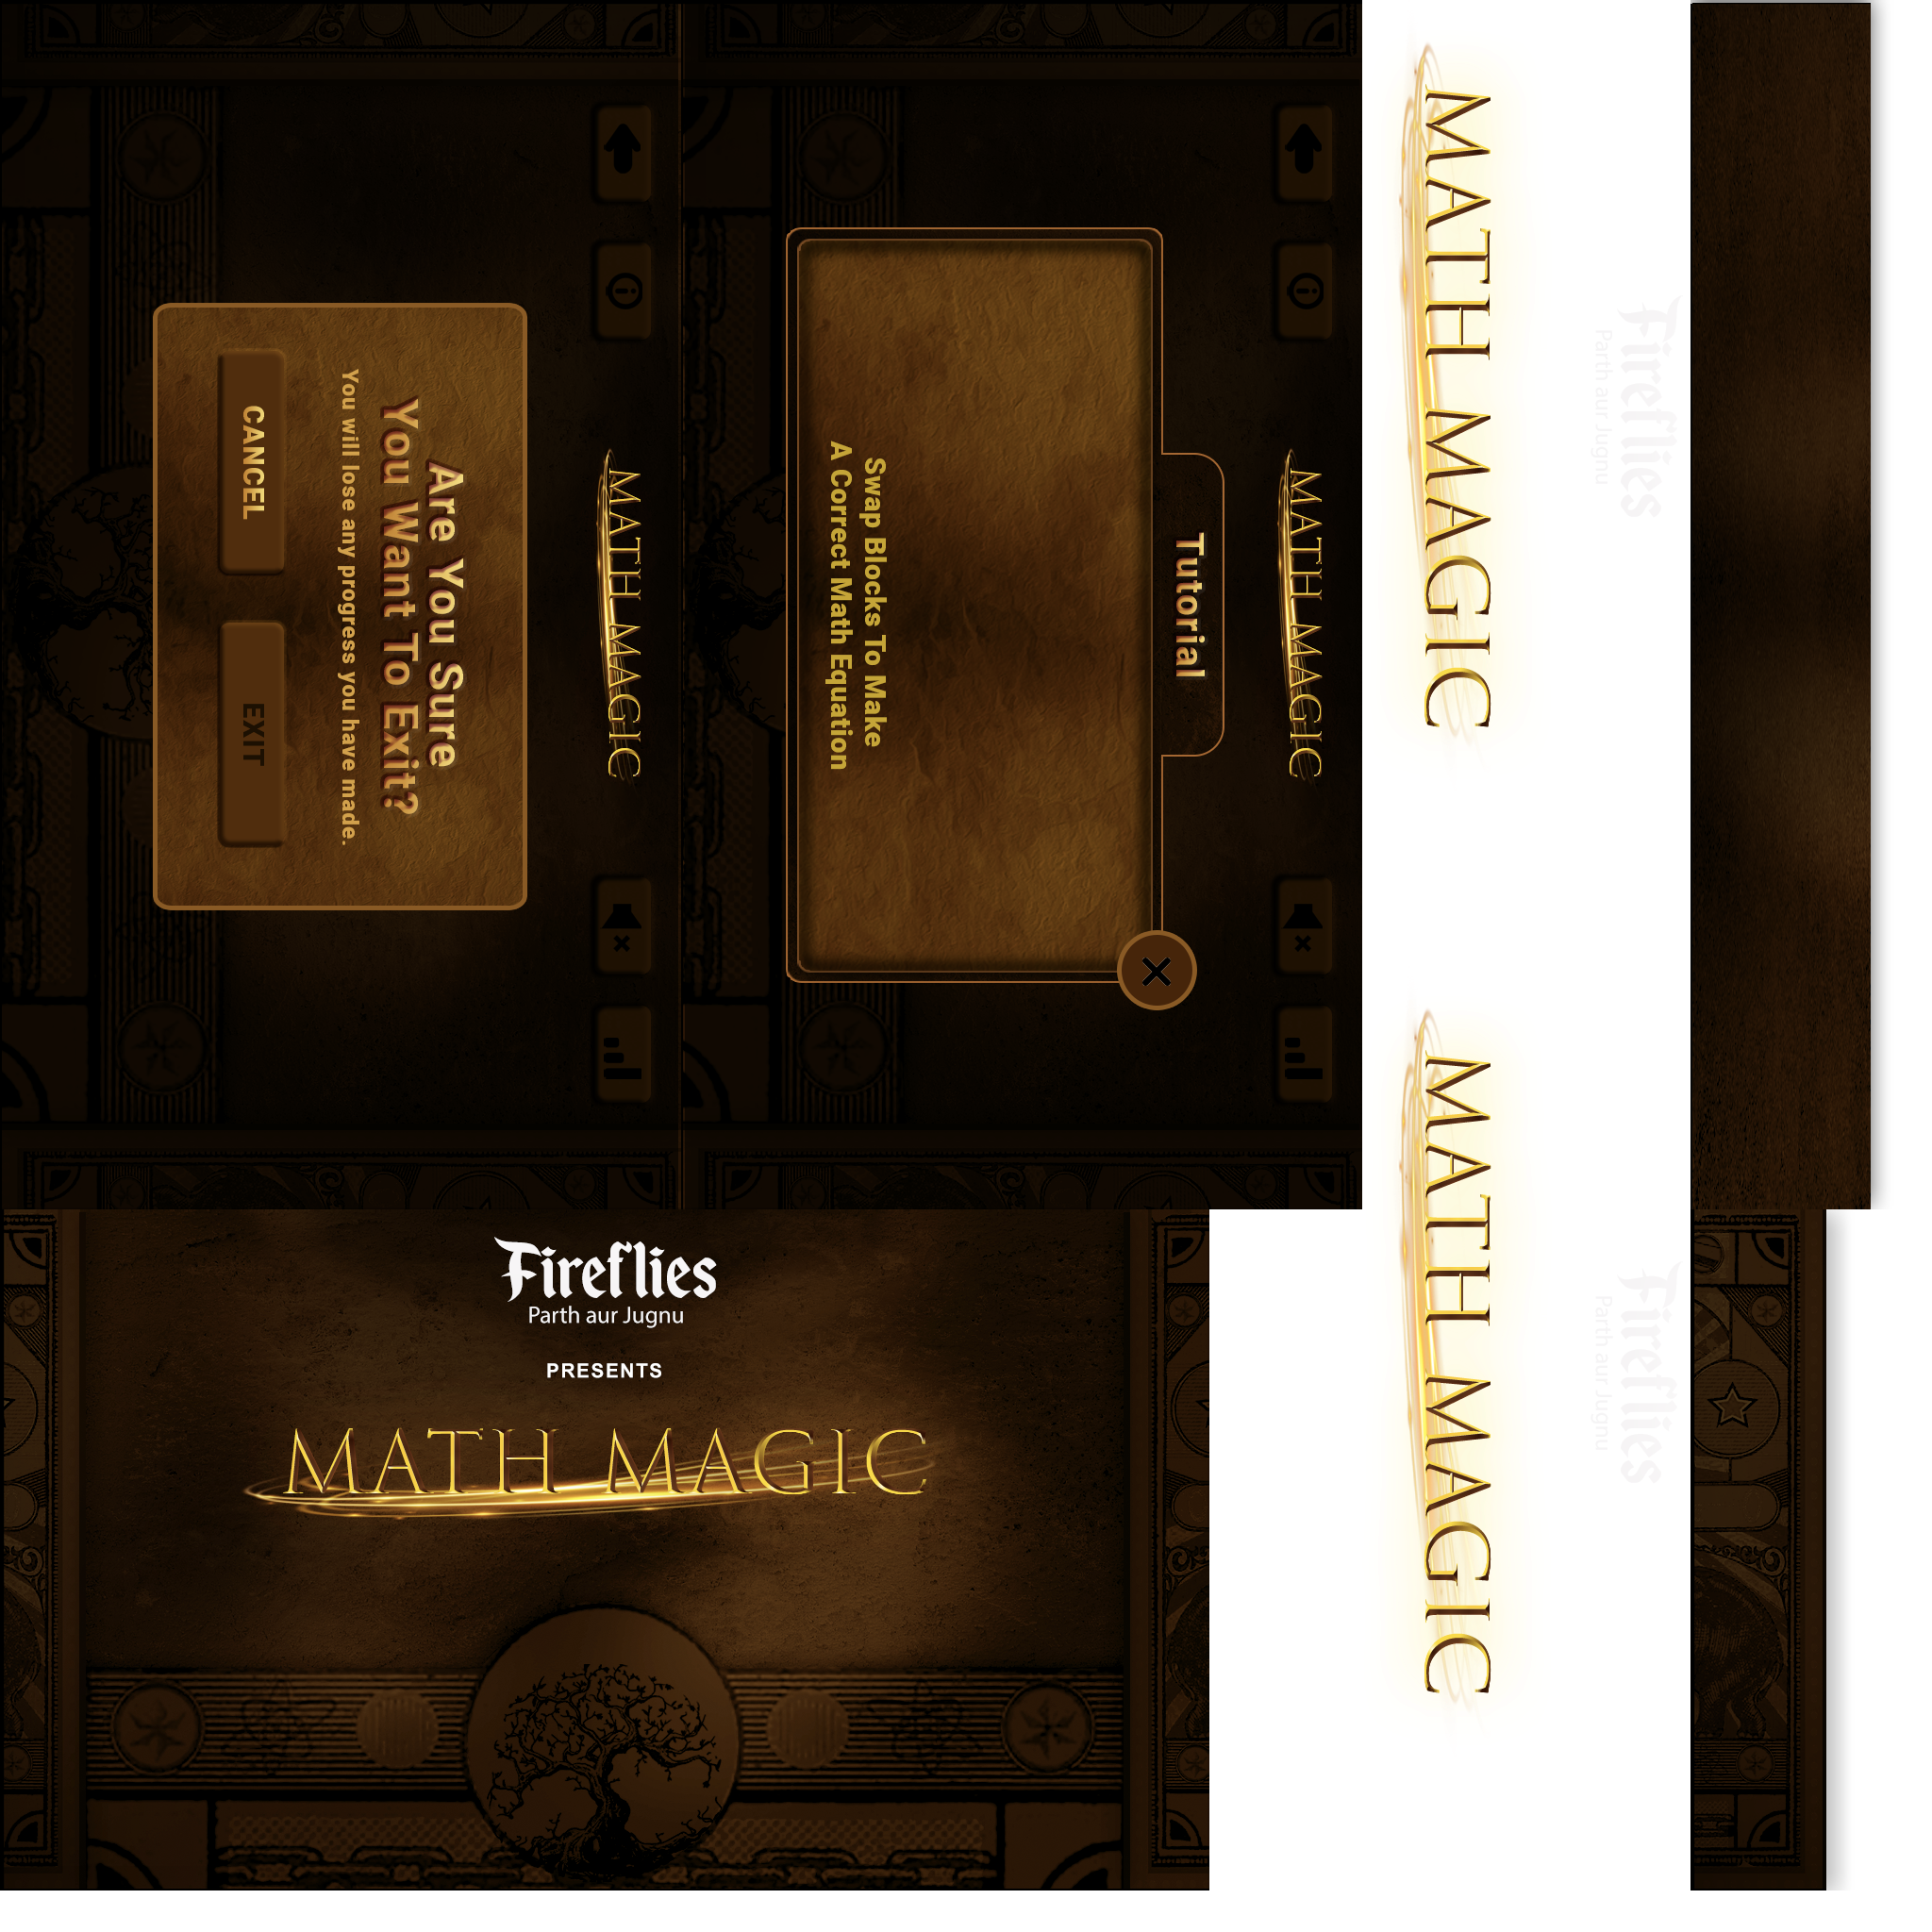 Are You Sure
You Want To Exit?
You will lose any progress you have made.
CANCEL
EXIT
MATH MAGIC
Tutorial
Swap Blocks To Make
A Correct Math Equation
MATH MAGIC
MATH MAGIC
Fireflies
Parth aur Jugnu
MATH MAGIC
Fireflies
Parth aur Jugnu
Fireflies
Parth aur Jugnu
PRESENTS
MATH MAGIC